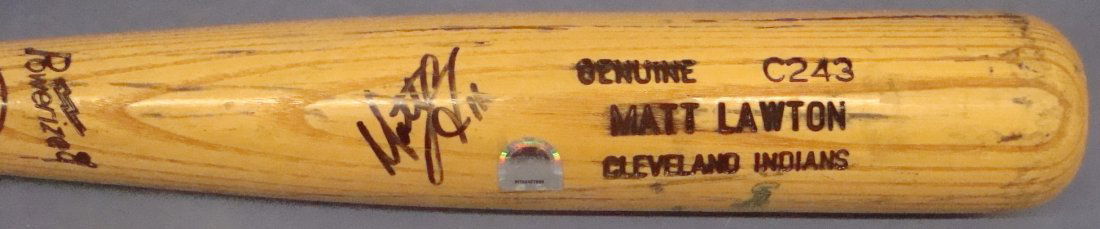 Powerized
GENUINE C243
MATT LAWTON
CLEVELAND INDIANS